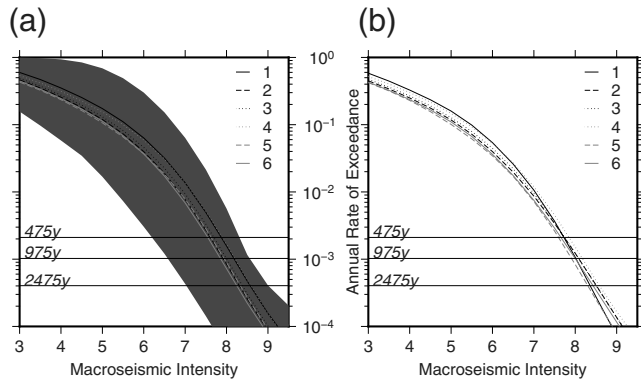 (a)
1
2
3
4
5
6
475y
975y
2475y
3 4 5 6 7 8 9
Macroseismic Intensity
10⁰
10⁻¹
10⁻²
10⁻³
10⁻⁴
Annual Rate of Exceedance
(b)
1
2
3
4
5
6
475y
975y
2475y
3 4 5 6 7 8 9
Macroseismic Intensity